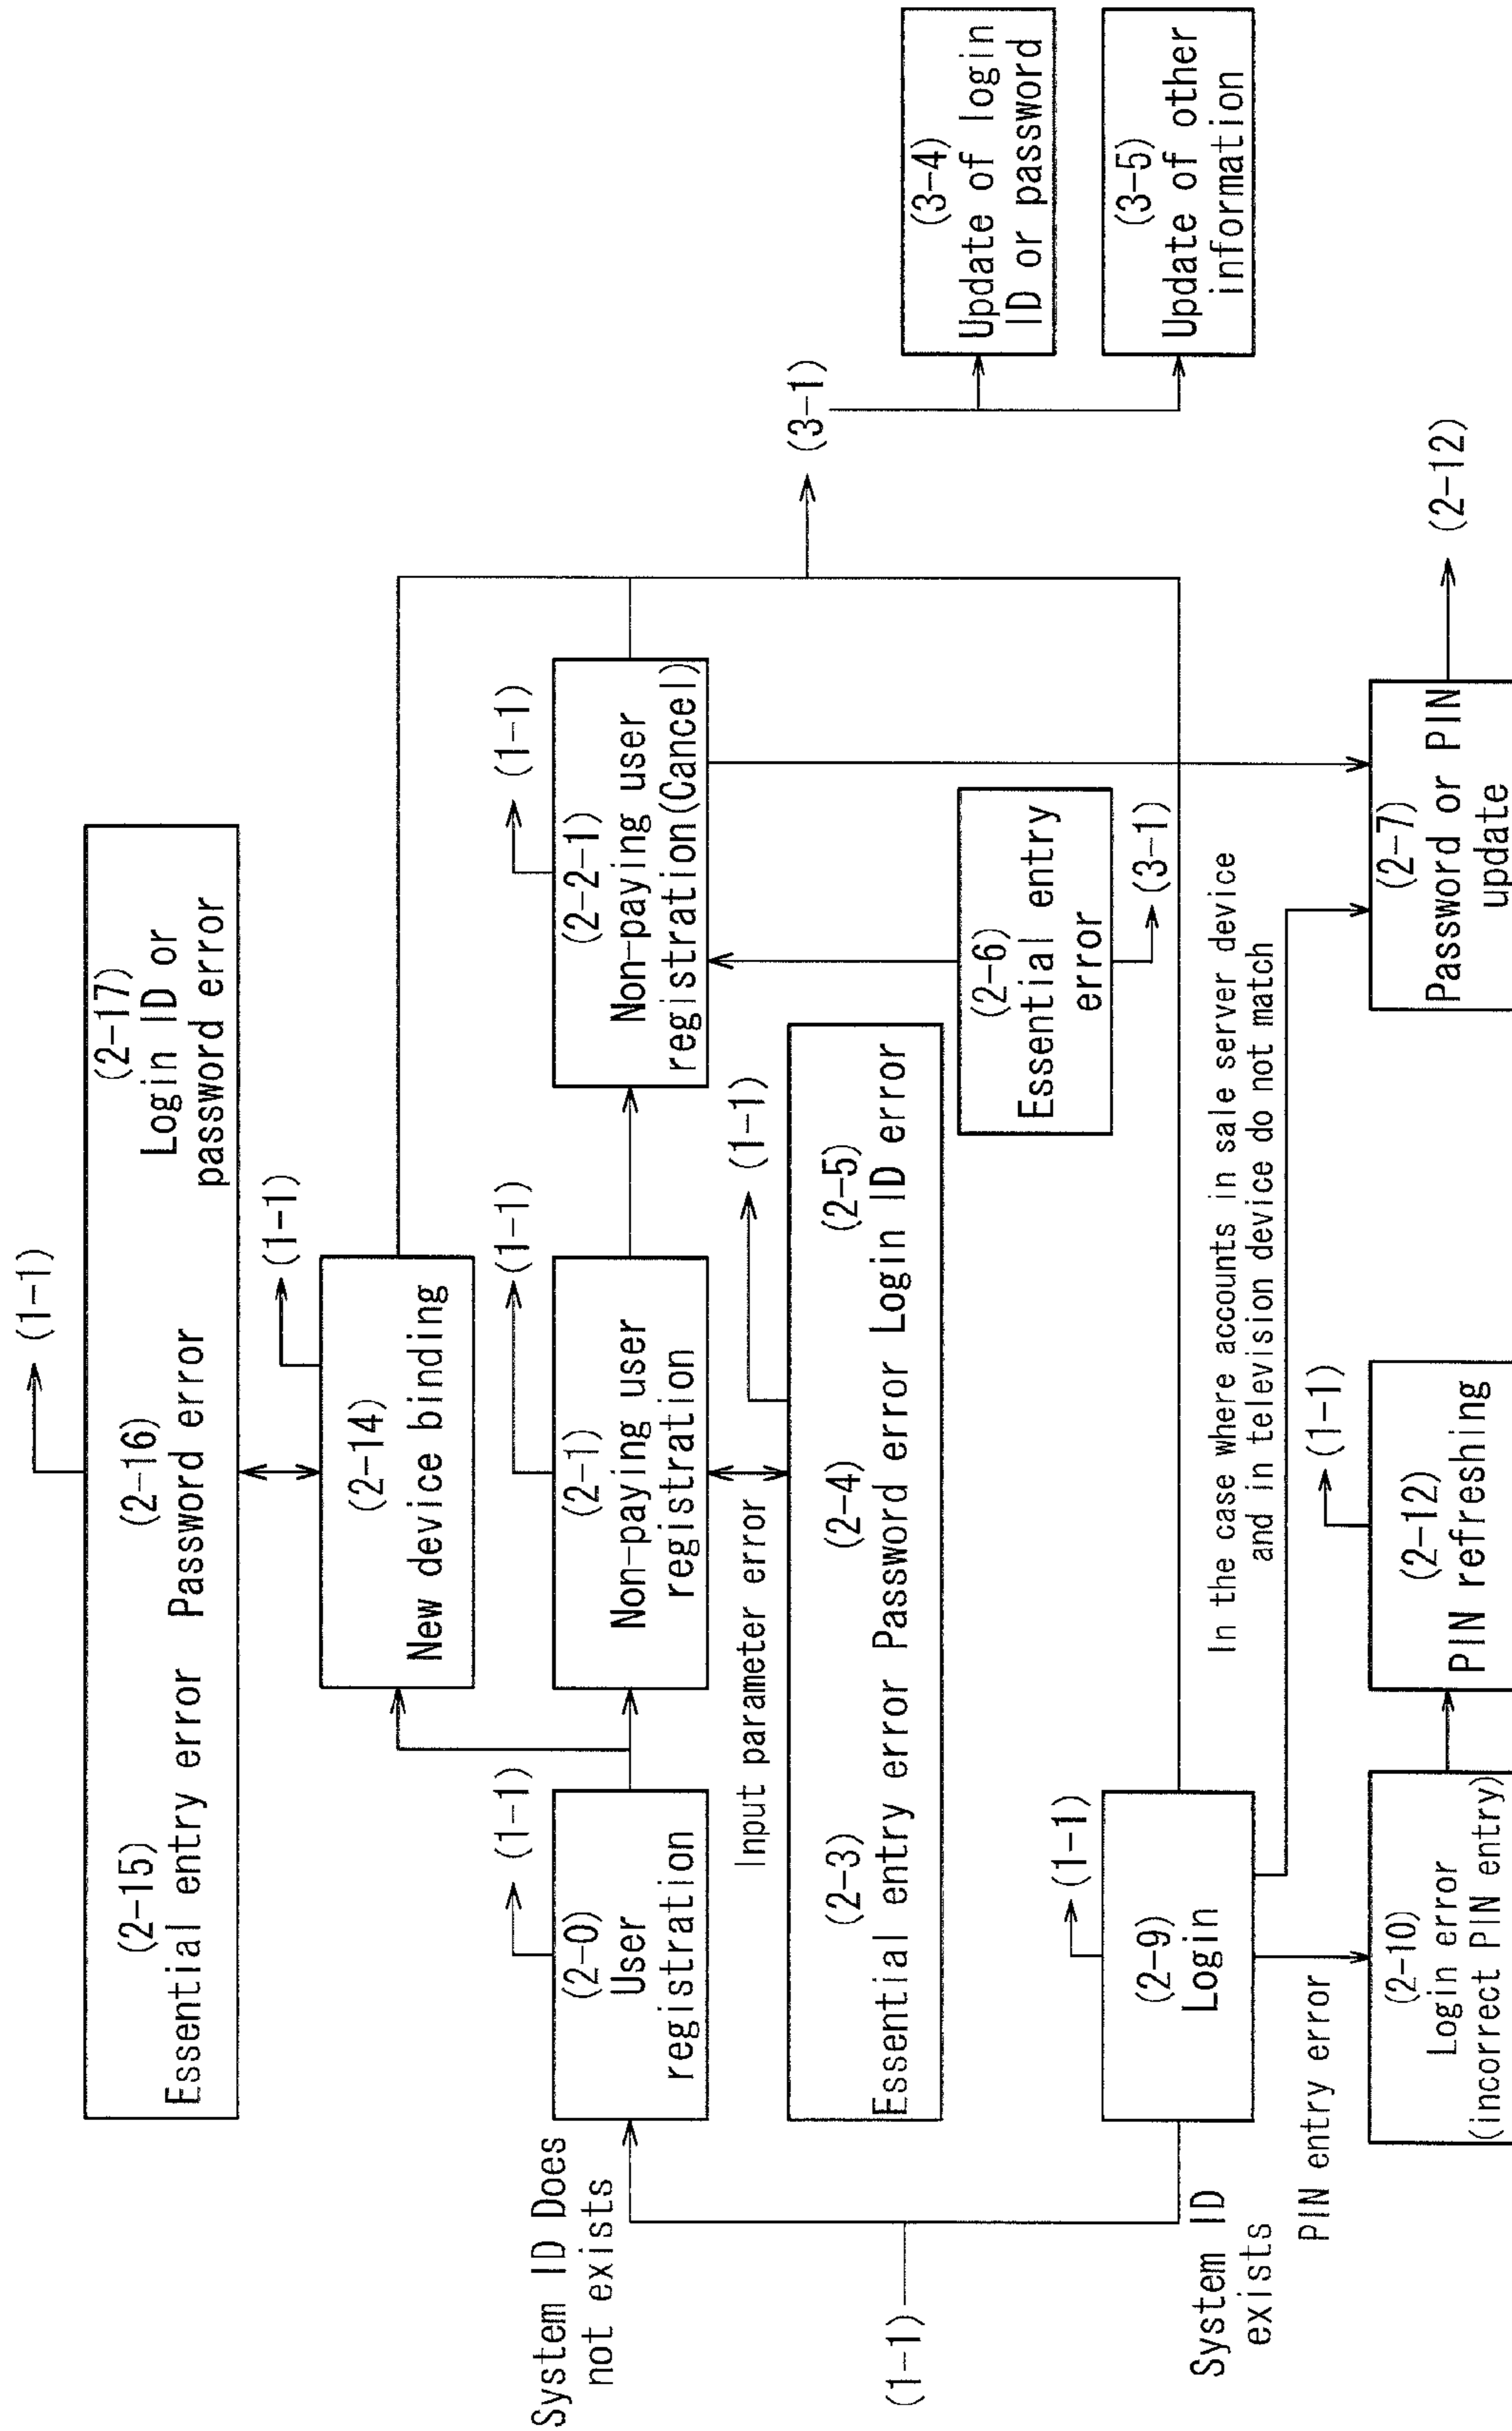 (1-1)
(2-15)
Essential entry error
(2-16)
Password error
(2-17)
Login ID or
password error
(1-1)
(2-14)
New device binding
System ID Does
not exists
(1-1)
(2-0)
User
registration
(1-1)
(2-1)
Non-paying user
registration
(1-1)
(2-2-1)
Non-paying user
registration(Cancel)
Input parameter error
(1-1)
(2-3)
Essential entry error
(2-4)
Password error
(2-5)
Login ID error
(3-1)
(3-4)
Update of login
ID or password
(3-5)
Update of other
information
(1-1)
(2-6)
Essential entry
error
(3-1)
System ID
exists
(1-1)
(2-9)
Login
In the case where accounts in sale server device
and in television device do not match
PIN entry error
(1-1)
(2-10)
Login error
(incorrect PIN entry)
(2-12)
PIN refreshing
(2-7)
Password or PIN
update
(2-12)